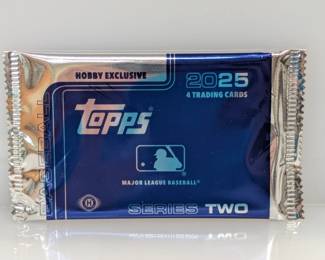 HOBBY EXCLUSIVE
2025
4 TRADING CARDS
Topps
MAJOR LEAGUE BASEBALL®
H
SERIES TWO